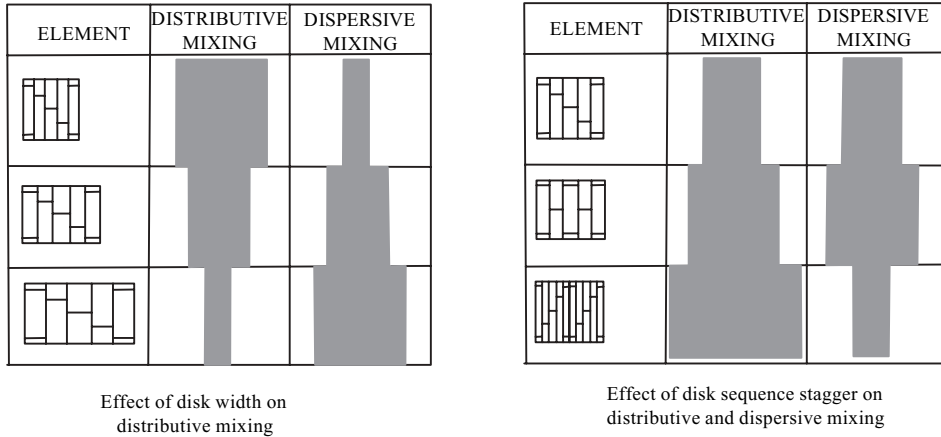 ELEMENT
DISTRIBUTIVE
MIXING
DISPERSIVE
MIXING
Effect of disk width on
distributive mixing
ELEMENT
DISTRIBUTIVE
MIXING
DISPERSIVE
MIXING
Effect of disk sequence stagger on
distributive and dispersive mixing